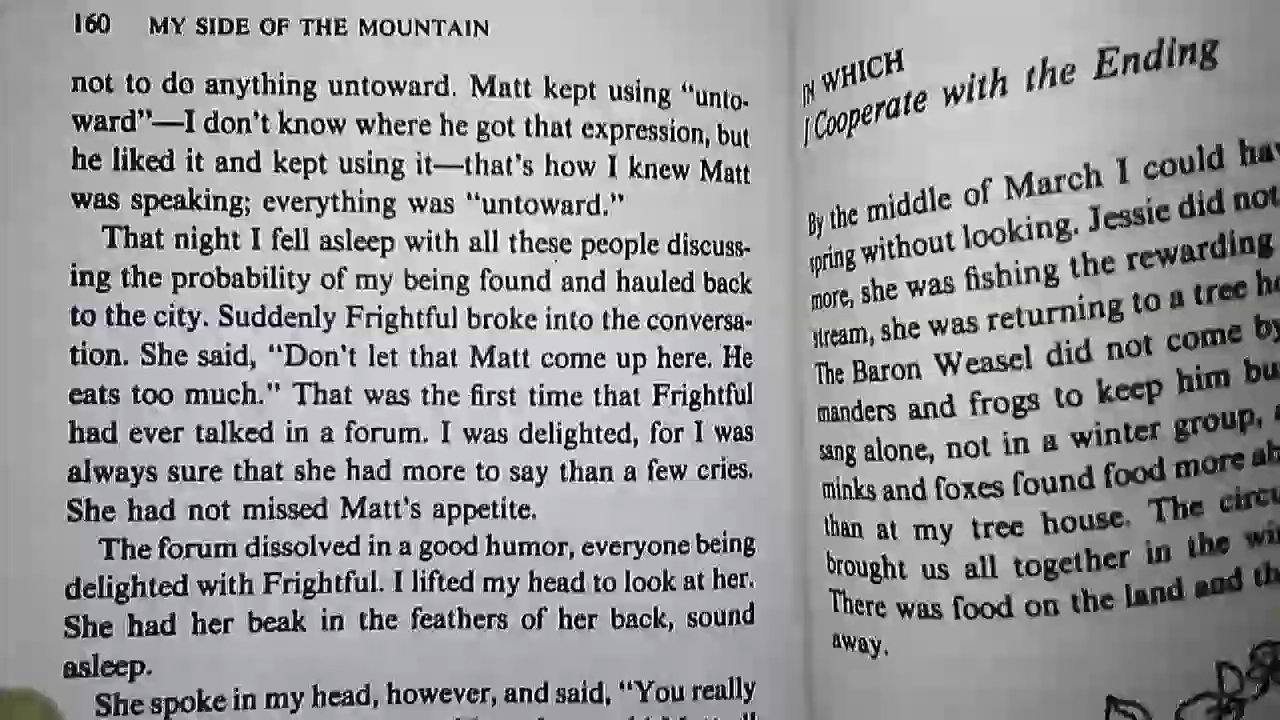 160 MY SIDE OF THE MOUNTAIN
not to do anything untoward. Matt kept using “unto-
ward”—I don’t know where he got that expression, but
he liked it and kept using it—that’s how I knew Matt
was speaking; everything was “untoward.”
That night I fell asleep with all these people discuss-
ing the probability of my being found and hauled back
to the city. Suddenly Frightful broke into the conversa-
tion. She said, “Don’t let that Matt come up here. He
eats too much.” That was the first time that Frightful
had ever talked in a forum. I was delighted, for I was
always sure that she had more to say than a few cries.
She had not missed Matt’s appetite.
The forum dissolved in a good humor, everyone being
delighted with Frightful. I lifted my head to look at her.
She had her beak in the feathers of her back, sound
asleep.
She spoke in my head, however, and said, “You really
IN WHICH
I Cooperate with the Ending
By the middle of March I could
spring without looking. Jessie did not
more, she was fishing the rewarding
stream, she was returning to a tree
The Baron Weasel did not come by
manders and frogs to keep him
sang alone, not in a winter group,
minks and foxes found food more
than at my tree house. The
brought us all together in the
There was food on the land and
away.